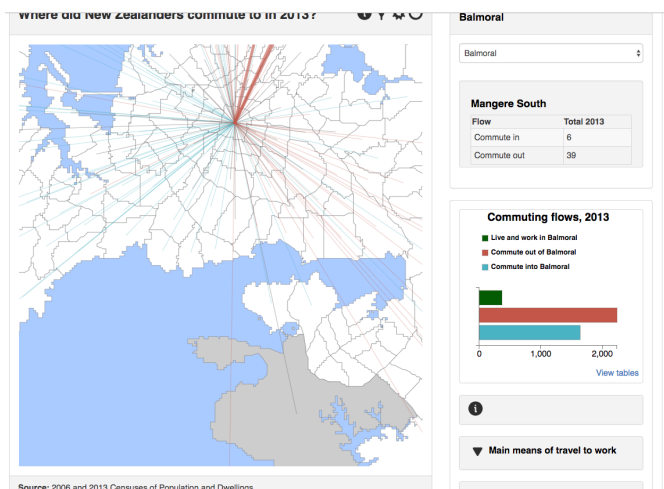 Where did New Zealanders commute to in 2013?
Balmoral
Balmoral
Mangere South
Flow Total 2013
Commute in 6
Commute out 39
Commuting flows, 2013
Live and work in Balmoral
Commute out of Balmoral
Commute into Balmoral
0 1,000 2,000
View tables
Main means of travel to work
Source: 2006 and 2013 Censuses of Population and Dwellings